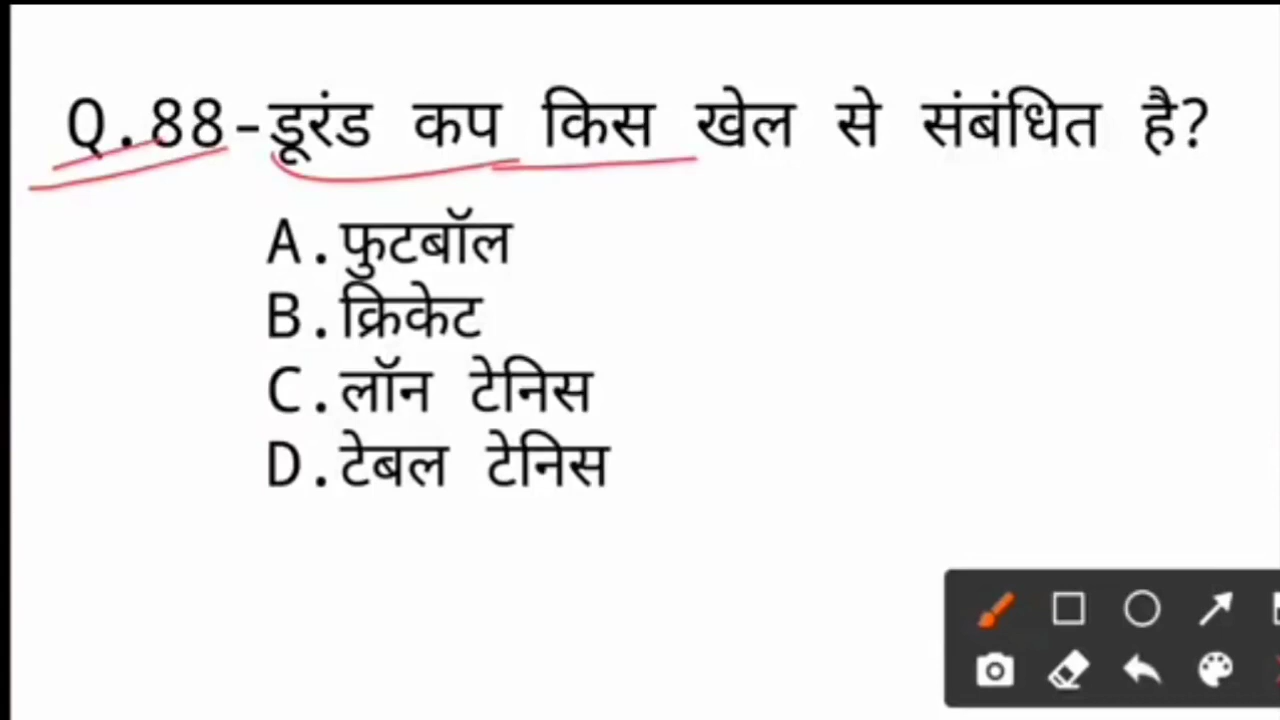 Q.88-डूरंड कप किस खेल से संबंधित है?
A.फुटबॉल
B.क्रिकेट
C.लॉन टेनिस
D.टेबल टेनिस